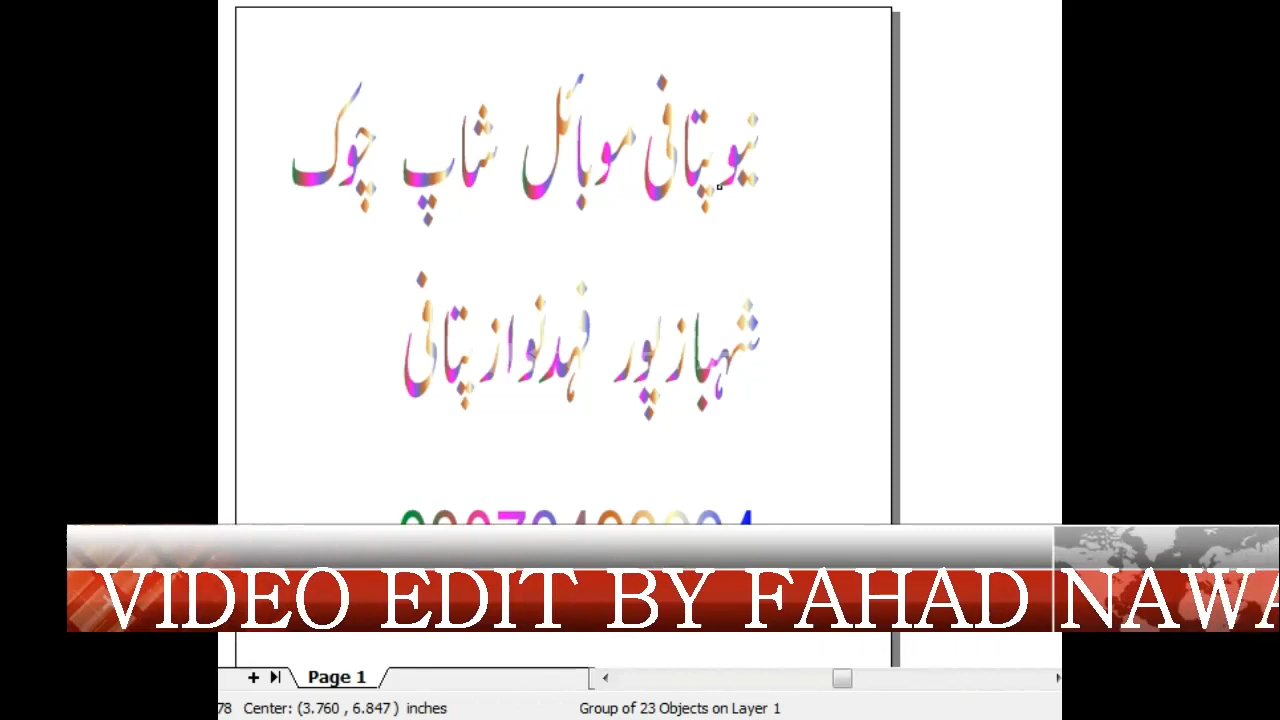 نیو پتافی موبائل شاپ چوک
شہباز پور فہد نواز پتافی
VIDEO EDIT BY FAHAD NAWA
Page 1
78 Center: (3.760 , 6.847 ) inches Group of 23 Objects on Layer 1